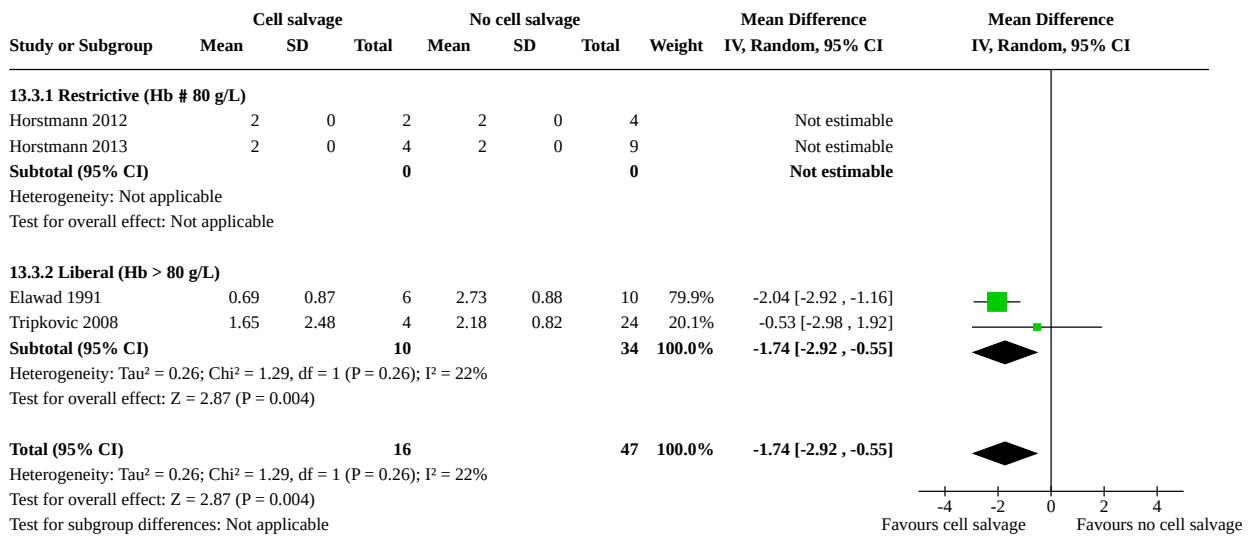 Cell salvage No cell salvage Mean Difference Mean Difference
Study or Subgroup Mean SD Total Mean SD Total Weight IV, Random, 95% CI IV, Random, 95% CI
13.3.1 Restrictive (Hb # 80 g/L)
Horstmann 2012 2 0 2 2 0 4 Not estimable
Horstmann 2013 2 0 4 2 0 9 Not estimable
Subtotal (95% CI) 0 0 Not estimable
Heterogeneity: Not applicable
Test for overall effect: Not applicable
13.3.2 Liberal (Hb > 80 g/L)
Elawad 1991 0.69 0.87 6 2.73 0.88 10 79.9% -2.04 [-2.92 , -1.16]
Tripkovic 2008 1.65 2.48 4 2.18 0.82 24 20.1% -0.53 [-2.98 , 1.92]
Subtotal (95% CI) 10 34 100.0% -1.74 [-2.92 , -0.55]
Heterogeneity: Tau² = 0.26; Chi² = 1.29, df = 1 (P = 0.26); I² = 22%
Test for overall effect: Z = 2.87 (P = 0.004)
Total (95% CI) 16 47 100.0% -1.74 [-2.92 , -0.55]
Heterogeneity: Tau² = 0.26; Chi² = 1.29, df = 1 (P = 0.26); I² = 22%
Test for overall effect: Z = 2.87 (P = 0.004)
-4 -2 0 2 4
Test for subgroup differences: Not applicable Favours cell salvage Favours no cell salvage